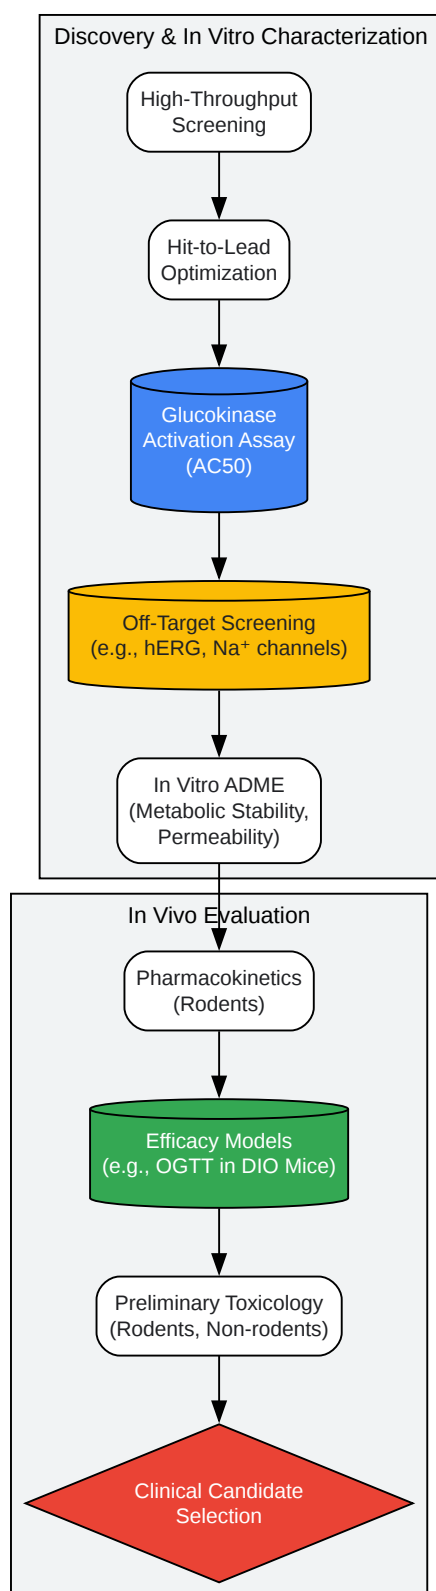 Discovery & In Vitro Characterization
High-Throughput
Screening
Hit-to-Lead
Optimization
Glucokinase
Activation Assay
(AC50)
Off-Target Screening
(e.g., hERG, Na⁺ channels)
In Vitro ADME
(Metabolic Stability,
Permeability)
In Vivo Evaluation
Pharmacokinetics
(Rodents)
Efficacy Models
(e.g., OGTT in DIO Mice)
Preliminary Toxicology
(Rodents, Non-rodents)
Clinical Candidate
Selection